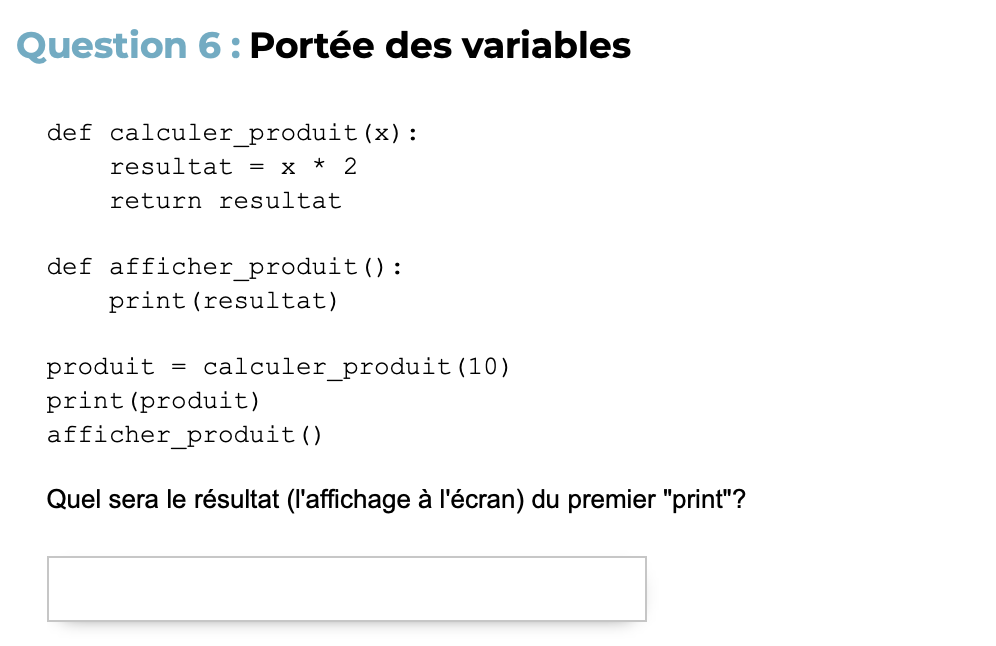 Question 6 : Portée des variables
def calculer_produit(x):
    resultat = x * 2
    return resultat
def afficher_produit():
    print(resultat)
produit = calculer_produit(10)
print(produit)
afficher_produit()
Quel sera le résultat (l'affichage à l'écran) du premier "print"?